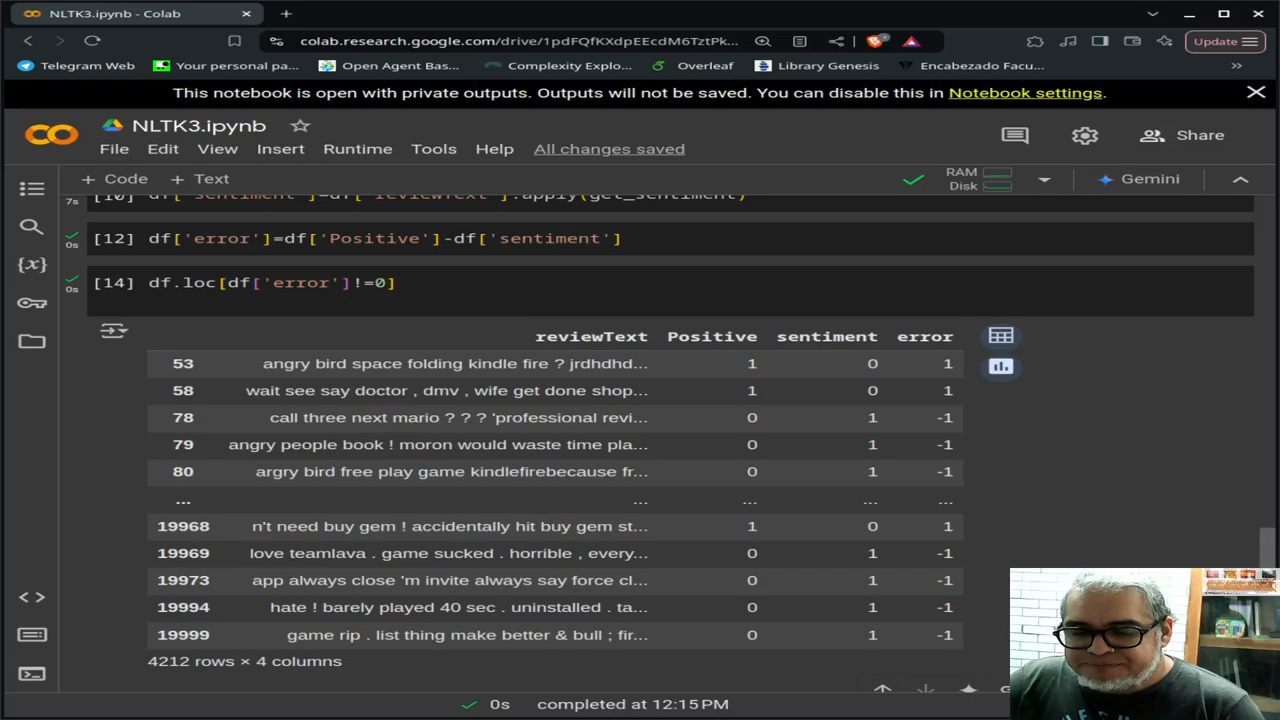 NLTK3.ipynb - Colab
colab.research.google.com/drive/1pdFQfKXdpEEcdM6TztPk...
Update
Telegram Web
Your personal pa...
Open Agent Bas...
Complexity Explo...
Overleaf
Library Genesis
Encabezado Facu...
This notebook is open with private outputs. Outputs will not be saved. You can disable this in Notebook settings.
NLTK3.ipynb
File Edit View Insert Runtime Tools Help All changes saved
Share
+ Code + Text
RAM
Disk
Gemini
7s [10] df['sentiment']=df['reviewText'].apply(get_sentiment)
0s [12] df['error']=df['Positive']-df['sentiment']
0s [14] df.loc[df['error']!=0]
reviewText Positive sentiment error
53 angry bird space folding kindle fire ? jrdhdhd... 1 0 1
58 wait see say doctor , dmv , wife get done shop... 1 0 1
78 call three next mario ? ? ? 'professional revi... 0 1 -1
79 angry people book ! moron would waste time pla... 0 1 -1
80 argry bird free play game kindlefirebecause fr... 0 1 -1
... ... ... ... ...
19968 n't need buy gem ! accidentally hit buy gem st... 1 0 1
19969 love teamlava . game sucked . horrible , every... 0 1 -1
19973 app always close 'm invite always say force cl... 0 1 -1
19994 hate ! barely played 40 sec . uninstalled . ta... 0 1 -1
19999 game rip . list thing make better & bull ; fir... 0 1 -1
4212 rows × 4 columns
0s completed at 12:15 PM